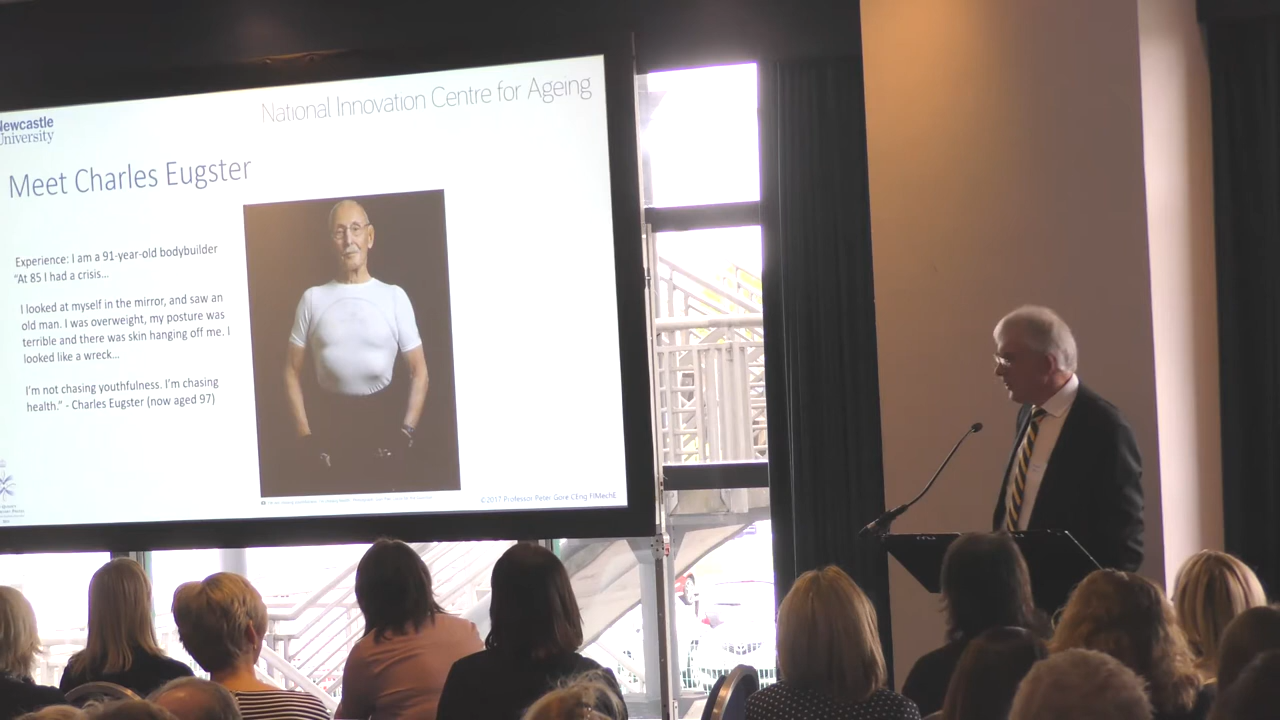 National Innovation Centre for Ageing
Newcastle
University
Meet Charles Eugster
Experience: I am a 91-year-old bodybuilder
"At 85 I had a crisis...
I looked at myself in the mirror, and saw an
old man. I was overweight, my posture was
terrible and there was skin hanging off me. I
looked like a wreck...
I'm not chasing youthfulness. I'm chasing
health." - Charles Eugster (now aged 97)
©2017 Professor Peter Gore CEng FIMechE